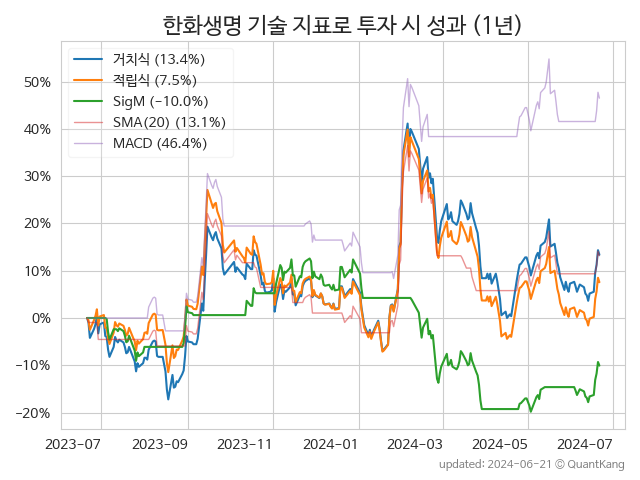 한화생명 기술 지표로 투자 시 성과 (1년)
거치식 (13.4%)
적립식 (7.5%)
SigM (−10.0%)
SMA(20) (13.1%)
MACD (46.4%)
50%
40%
30%
20%
10%
0%
−10%
−20%
2023-07
2023-09
2023-11
2024-01
2024-03
2024-05
2024-07
updated: 2024-06-21 © QuantKang